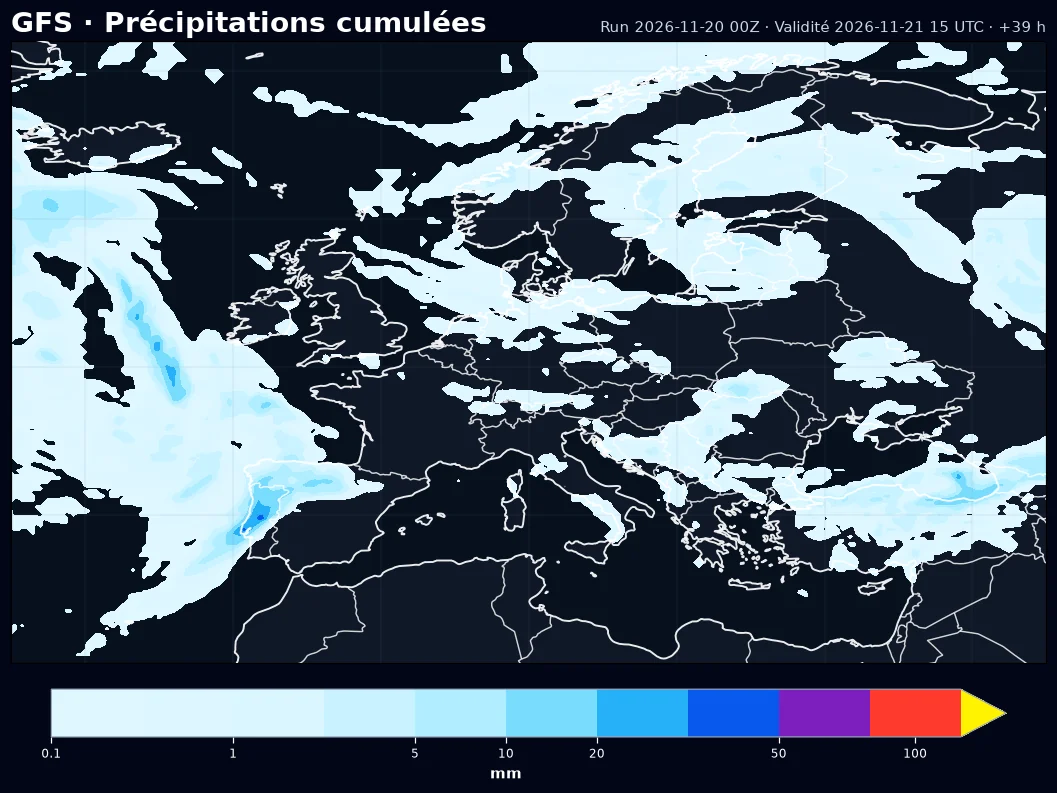 GFS · Précipitations cumulées
Run 2026-11-20 00Z · Validité 2026-11-21 15 UTC · +39 h
0.1 1 5 10 20 50 100
mm